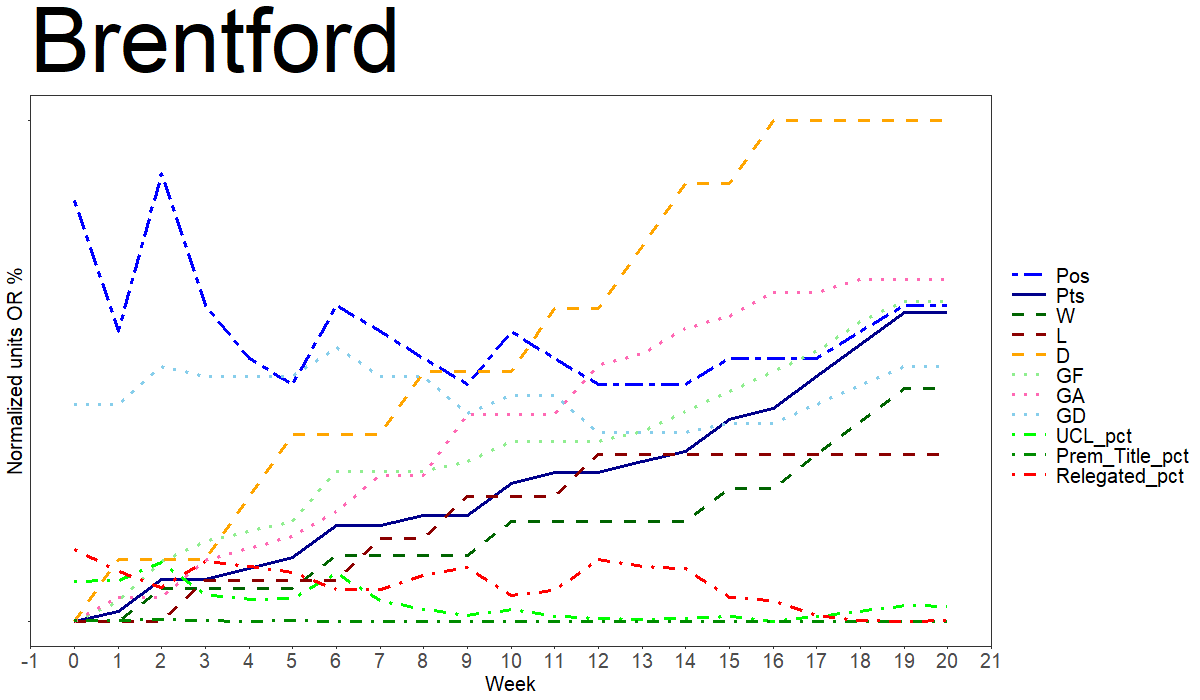 Brentford
Normalized units OR %
Pos
Pts
W
L
D
GF
GA
GD
UCL_pct
Prem_Title_pct
Relegated_pct
-1 0 1 2 3 4 5 6 7 8 9 10 11 12 13 14 15 16 17 18 19 20 21
Week